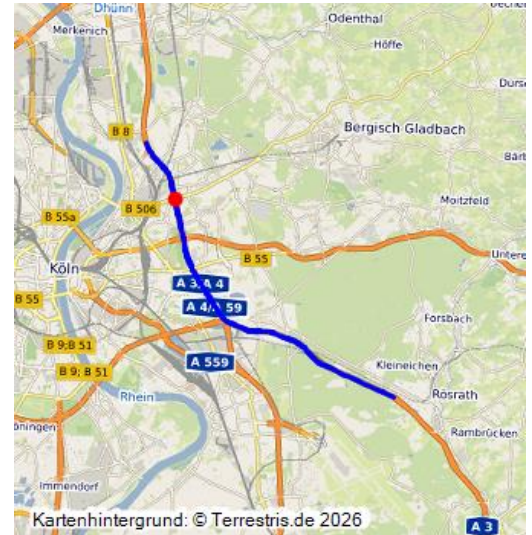 Dhünn
Merkenich
Odenthal
Höffe
B 8
Bergisch Gladbach
B 506
Moitzfeld
B 55a
Köln
B 55
A 3/A 4
B 55
A 4/A 59
Forsbach
B 9;B 51
A 559
Kleineichen
B 9; B 51
Rösrath
Rhein
Rambrücken
Immendorf
A 3
Kartenhintergrund: © Terrestris.de 2026